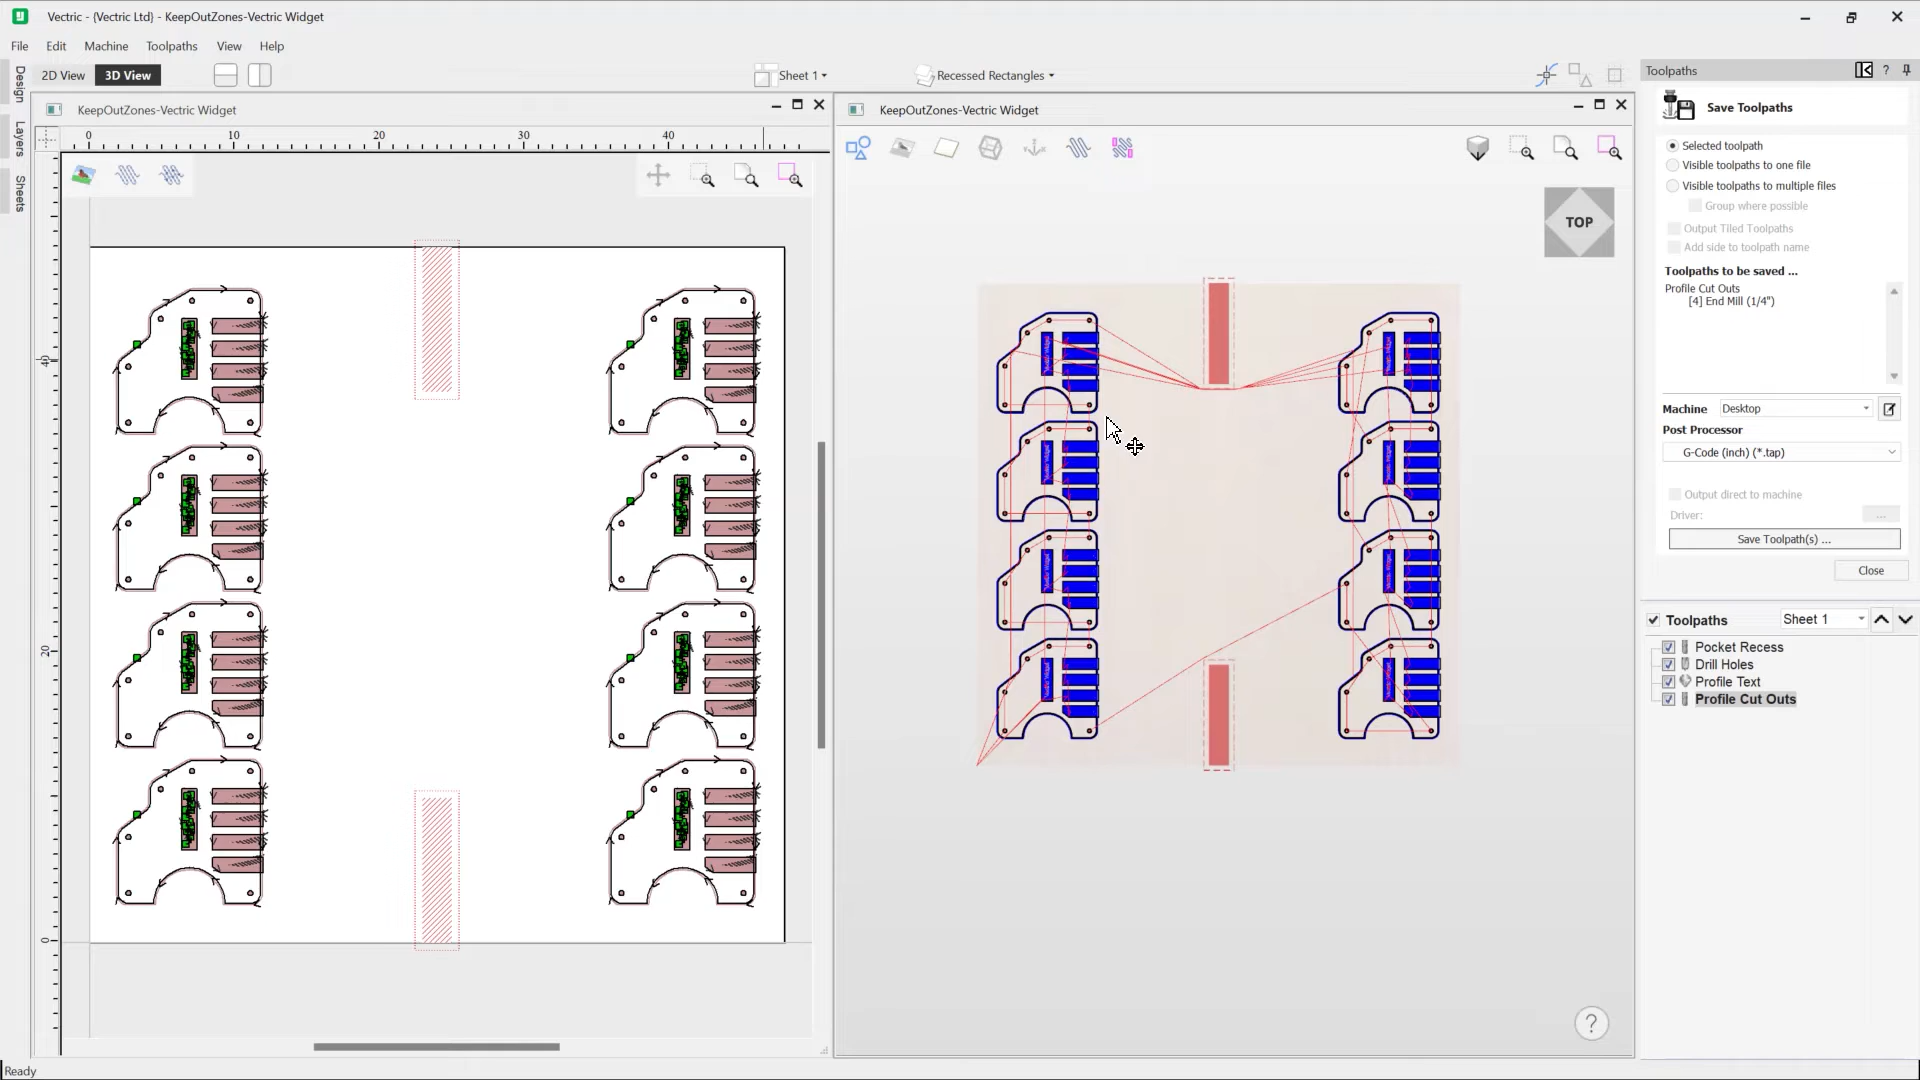 Vectric - {Vectric Ltd} - KeepOutZones-Vectric Widget
File Edit Machine Toolpaths View Help
2D View 3D View Sheet 1 Recessed Rectangles
Design
Layers
Sheets
KeepOutZones-Vectric Widget
0 10 20 30 40
40
20
0
KeepOutZones-Vectric Widget
TOP
?
Toolpaths ?
Save Toolpaths
Selected toolpath
Visible toolpaths to one file
Visible toolpaths to multiple files
Group where possible
Output Tiled Toolpaths
Add side to toolpath name
Toolpaths to be saved ...
Profile Cut Outs
[4] End Mill (1/4")
Machine Desktop
Post Processor
G-Code (inch) (*.tap)
Output direct to machine
Driver: ...
Save Toolpath(s) ...
Close
Toolpaths Sheet 1
Pocket Recess
Drill Holes
Profile Text
Profile Cut Outs
Ready